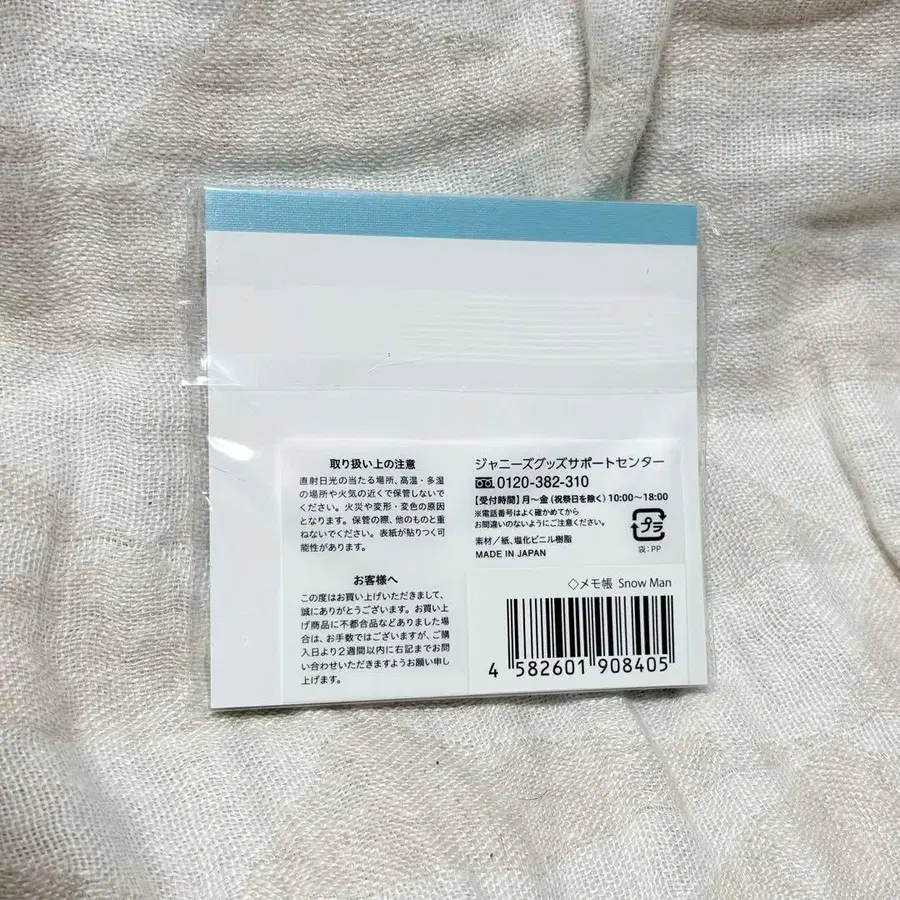 取り扱い上の注意
直射日光の当たる場所、高温・多湿
の場所や火気の近くで保管しないで
ください。火災や変形・変色の原因
となります。保管の際、他のものと重
ねないでください。表紙が貼りつく可
能性があります。
お客様へ
この度はお買い上げいただきまして、
誠にありがとうございます。お買い上
げ商品に不都合品などありました場
合は、お手数ではございますが、ご購
入日より2週間以内に右記までお問
い合わせいただきますようお願い申し
上げます。
ジャニーズグッズサポートセンター
0120-382-310
【受付時間】月〜金(祝祭日を除く)10:00〜18:00
※電話番号はよく確かめてから
お間違いのないようにご注意ください。
素材/紙、塩化ビニル樹脂
MADE IN JAPAN
プラ
袋:PP
◇メモ帳 Snow Man
4 582601 908405